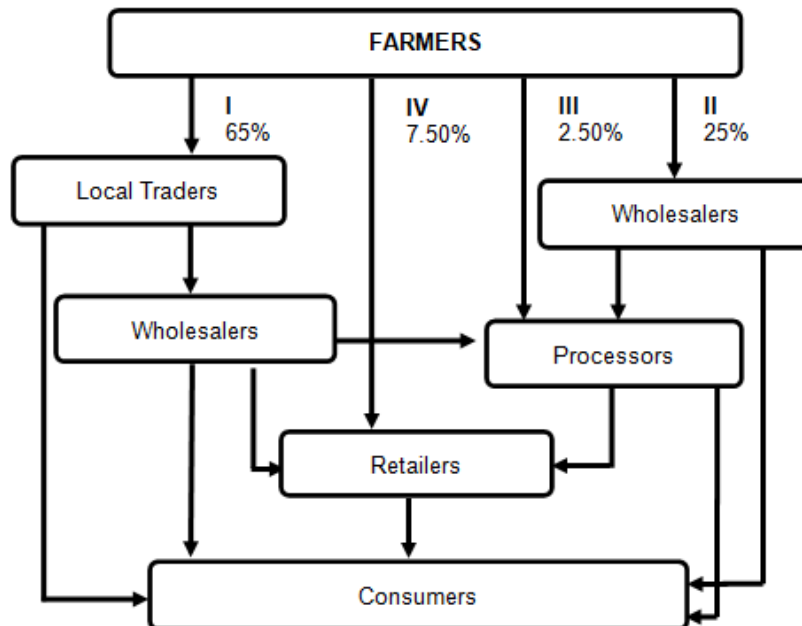 FARMERS
I
65%
IV
7.50%
III
2.50%
II
25%
Local Traders
Wholesalers
Wholesalers
Processors
Retailers
Consumers